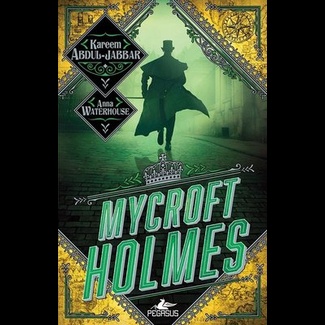 Kareem
ABDUL-JABBAR
Anna
WATERHOUSE
MYCROFT
HOLMES
PEGASUS